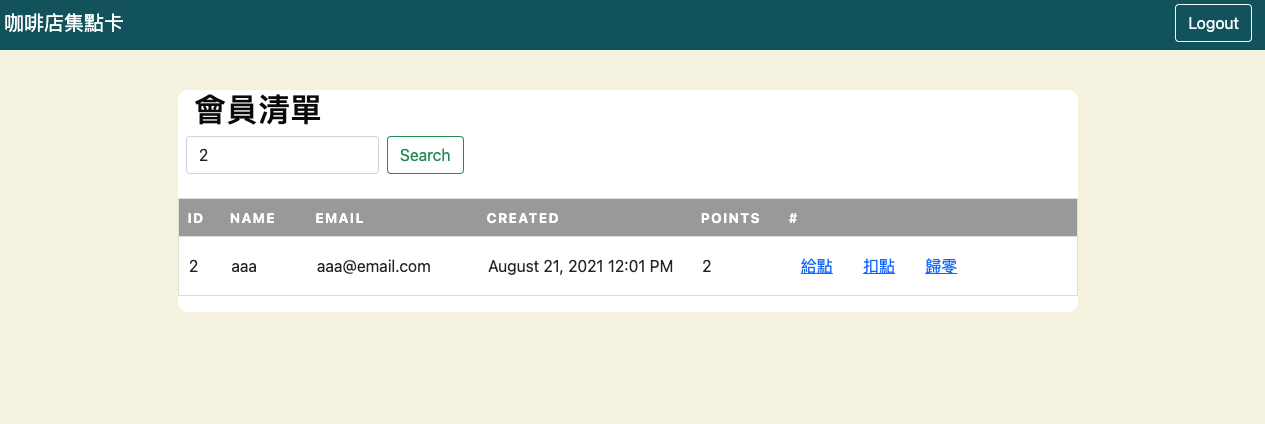 咖啡店集點卡 Logout
會員清單
2 Search
ID NAME EMAIL CREATED POINTS #
2 aaa aaa@email.com August 21, 2021 12:01 PM 2 給點 扣點 歸零